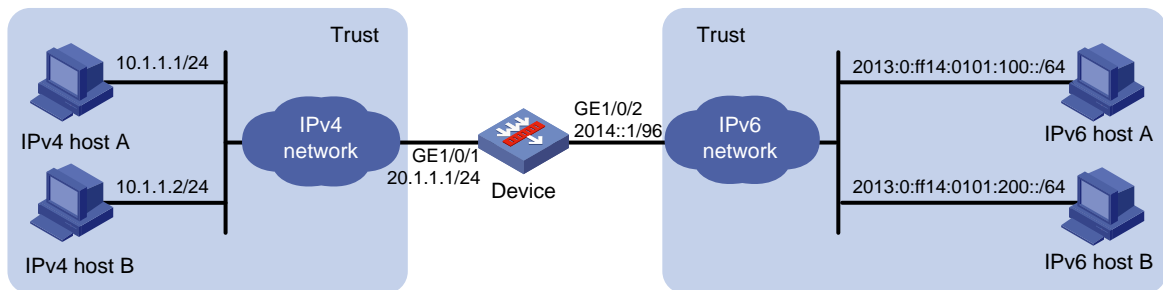 Trust
10.1.1.1/24
IPv4 host A
10.1.1.2/24
IPv4 host B
IPv4
network
GE1/0/1
20.1.1.1/24
Device
GE1/0/2
2014::1/96
Trust
IPv6
network
2013:0:ff14:0101:100::/64
IPv6 host A
2013:0:ff14:0101:200::/64
IPv6 host B